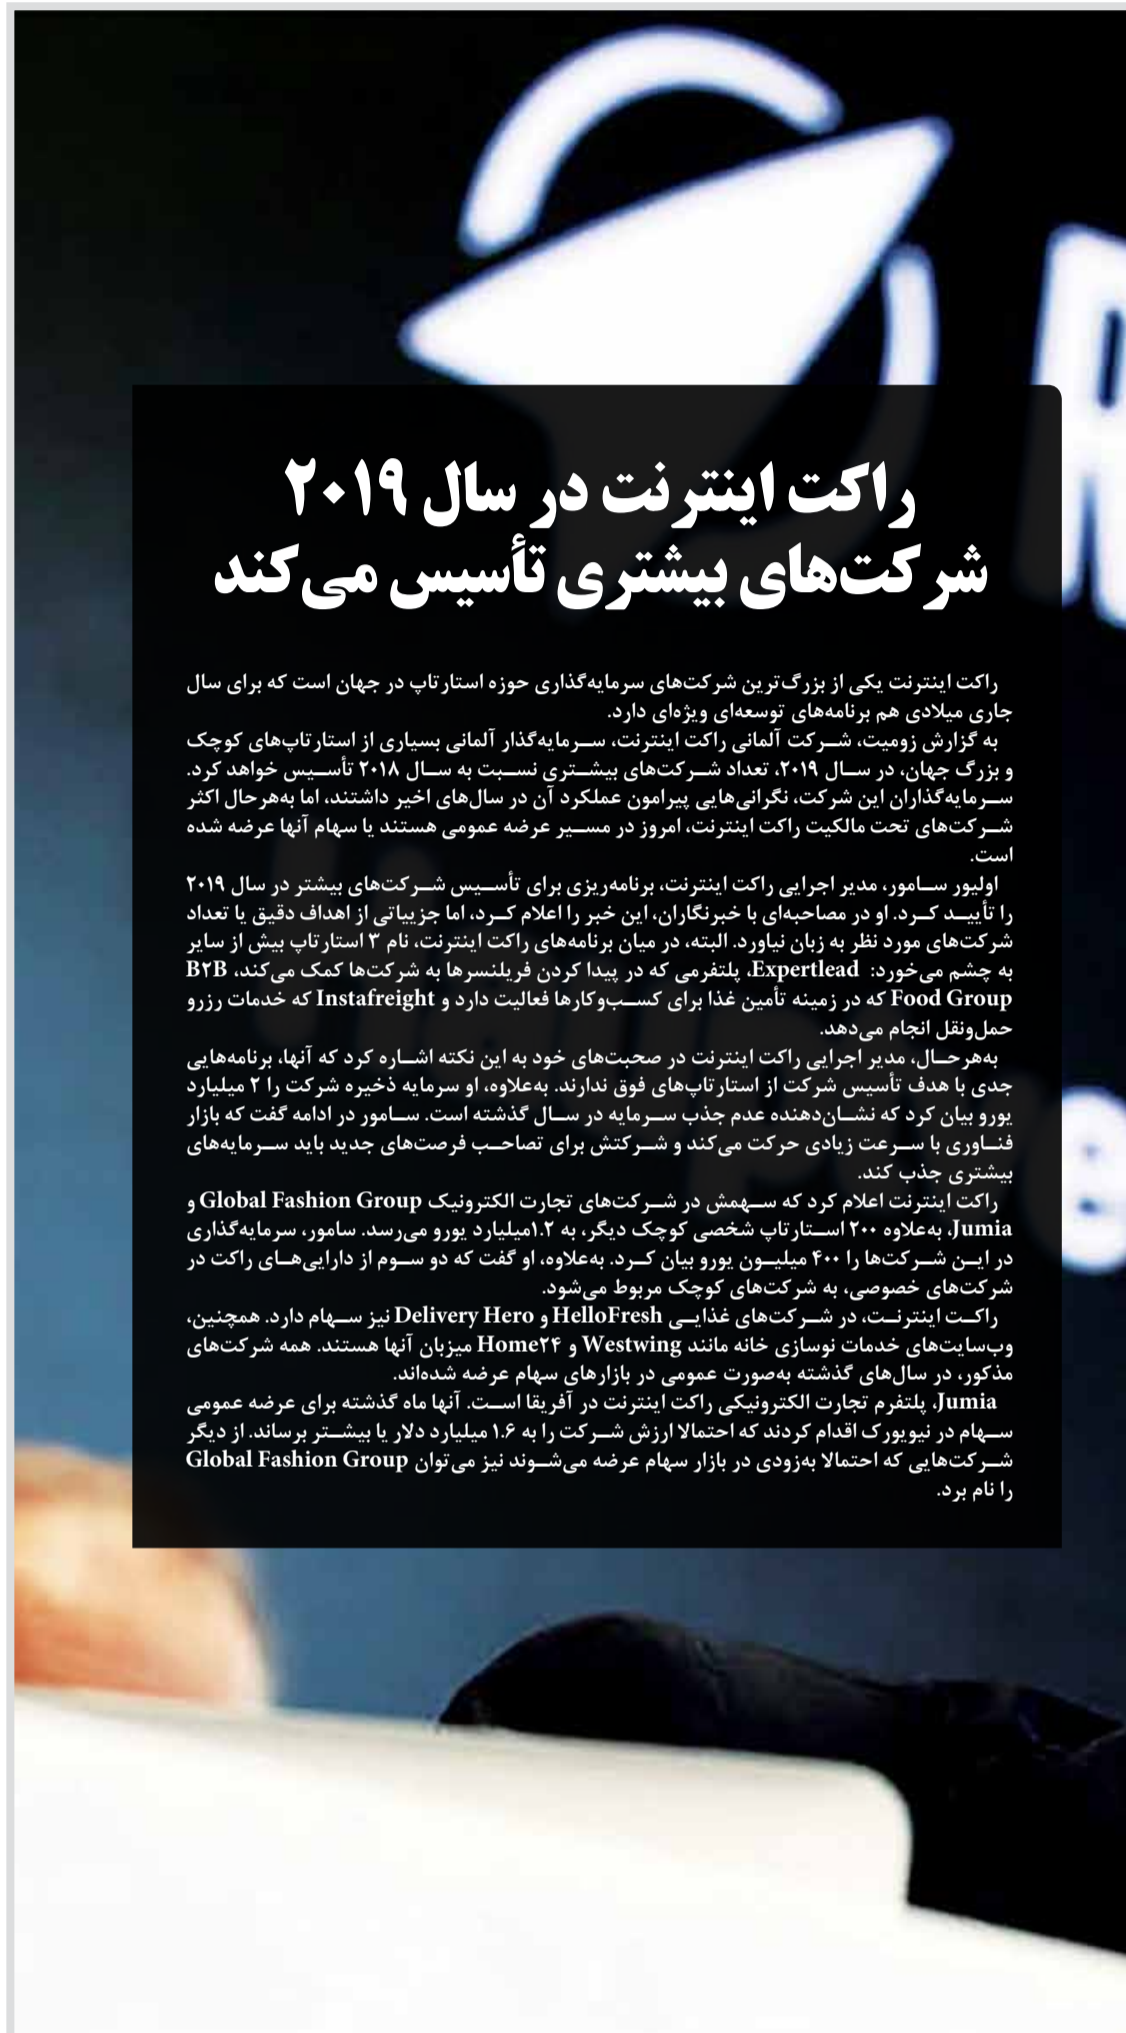 راکت اینترنت در سال ۲۰۱۹
شرکت‌های بیشتری تأسیس می‌کند
راکت اینترنت یکی از بزرگ‌ترین شرکت‌های سرمایه‌گذاری حوزه استارتاپ در جهان است که برای سال
جاری میلادی هم برنامه‌های توسعه‌ای ویژه‌ای دارد.
به گزارش زومیت، شرکت آلمانی راکت اینترنت، سرمایه‌گذار آلمانی بسیاری از استارتاپ‌های کوچک
و بزرگ جهان، در سال ۲۰۱۹، تعداد شرکت‌های بیشتری نسبت به سال ۲۰۱۸ تأسیس خواهد کرد.
سرمایه‌گذاران این شرکت، نگرانی‌هایی پیرامون عملکرد آن در سال‌های اخیر داشتند، اما به‌هرحال اکثر
شرکت‌های تحت مالکیت راکت اینترنت، امروز در مسیر عرضه عمومی هستند یا سهام آنها عرضه شده
است.
اولیور سامور، مدیر اجرایی راکت اینترنت، برنامه‌ریزی برای تأسیس شرکت‌های بیشتر در سال ۲۰۱۹
را تأیید کرد. او در مصاحبه‌ای با خبرنگاران، این خبر را اعلام کرد، اما جزییاتی از اهداف دقیق یا تعداد
شرکت‌های مورد نظر به زبان نیاورد. البته، در میان برنامه‌های راکت اینترنت، نام ۳ استارتاپ بیش از سایر
به چشم می‌خورد: Expertlead، پلتفرمی که در پیدا کردن فریلنسرها به شرکت‌ها کمک می‌کند، B۲B
Food Group که در زمینه تأمین غذا برای کسب‌وکارها فعالیت دارد و Instafreight که خدمات رزرو
حمل‌ونقل انجام می‌دهد.
به‌هرحال، مدیر اجرایی راکت اینترنت در صحبت‌های خود به این نکته اشاره کرد که آنها، برنامه‌هایی
جدی با هدف تأسیس شرکت از استارتاپ‌های فوق ندارند. به‌علاوه، او سرمایه ذخیره شرکت را ۲ میلیارد
یورو بیان کرد که نشان‌دهنده عدم جذب سرمایه در سال گذشته است. سامور در ادامه گفت که بازار
فناوری با سرعت زیادی حرکت می‌کند و شرکتش برای تصاحب فرصت‌های جدید باید سرمایه‌های
بیشتری جذب کند.
راکت اینترنت اعلام کرد که سهمش در شرکت‌های تجارت الکترونیک Global Fashion Group و
Jumia، به‌علاوه ۲۰۰ استارتاپ شخصی کوچک دیگر، به ۱.۲میلیارد یورو می‌رسد. سامور، سرمایه‌گذاری
در این شرکت‌ها را ۴۰۰ میلیون یورو بیان کرد. به‌علاوه، او گفت که دو سوم از دارایی‌های راکت در
شرکت‌های خصوصی، به شرکت‌های کوچک مربوط می‌شود.
راکت اینترنت، در شرکت‌های غذایی HelloFresh و Delivery Hero نیز سهام دارد. همچنین،
وب‌سایت‌های خدمات نوسازی خانه مانند Westwing و Home۲۴ میزبان آنها هستند. همه شرکت‌های
مذکور، در سال‌های گذشته به‌صورت عمومی در بازارهای سهام عرضه شده‌اند.
Jumia، پلتفرم تجارت الکترونیکی راکت اینترنت در آفریقا است. آنها ماه گذشته برای عرضه عمومی
سهام در نیویورک اقدام کردند که احتمالا ارزش شرکت را به ۱.۶ میلیارد دلار یا بیشتر برساند. از دیگر
شرکت‌هایی که احتمالا به‌زودی در بازار سهام عرضه می‌شوند نیز می‌توان Global Fashion Group
را نام برد.